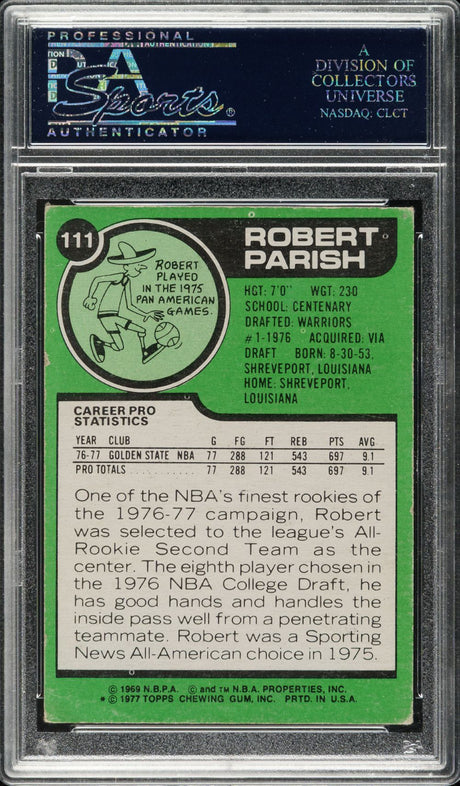 PROFESSIONAL
PSA
Sports®
AUTHENTICATOR
A
DIVISION OF
COLLECTORS
UNIVERSE
NASDAQ: CLCT
111
ROBERT
PLAYED
IN THE 1975
PAN AMERICAN
GAMES.
ROBERT
PARISH
HGT: 7'0" WGT: 230
SCHOOL: CENTENARY
DRAFTED: WARRIORS
#1-1976 ACQUIRED: VIA
DRAFT BORN: 8-30-53,
SHREVEPORT, LOUISIANA
HOME: SHREVEPORT,
LOUISIANA
CAREER PRO
STATISTICS
YEAR CLUB G FG FT REB PTS AVG
76-77 GOLDEN STATE NBA 77 288 121 543 697 9.1
PRO TOTALS . . . . . . . . . . 77 288 121 543 697 9.1
One of the NBA's finest rookies of
the 1976-77 campaign, Robert
was selected to the league's All-
Rookie Second Team as the
center. The eighth player chosen in
the 1976 NBA College Draft, he
has good hands and handles the
inside pass well from a penetrating
teammate. Robert was a Sporting
News All-American choice in 1975.
© 1969 N.B.P.A. © and TM N.B.A. PROPERTIES, INC.
* © 1977 TOPPS CHEWING GUM, INC. PRTD. IN U.S.A.